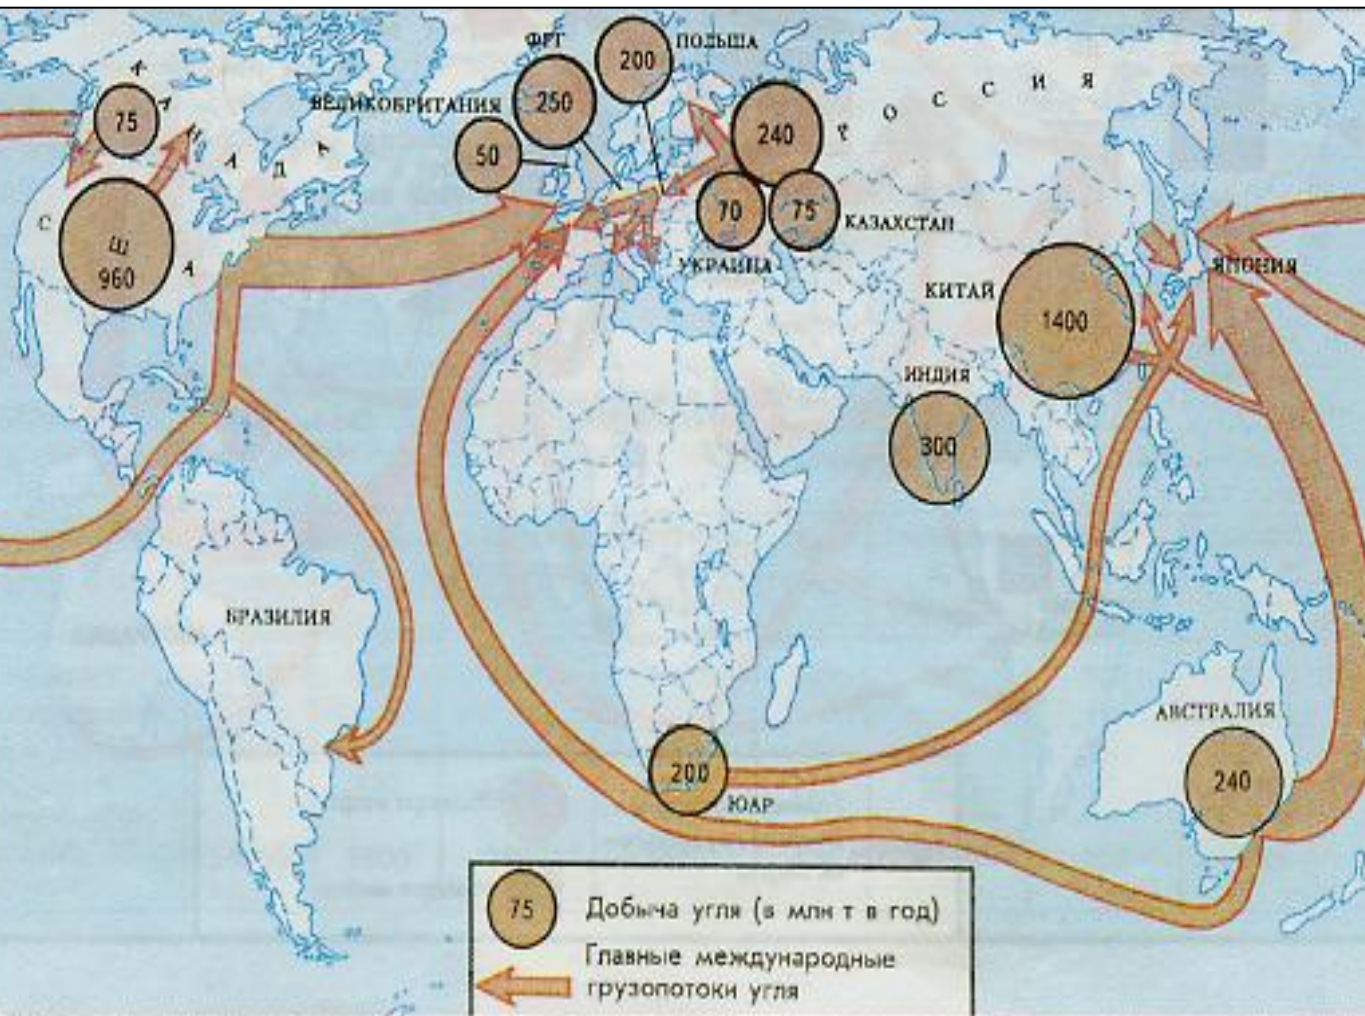 ФРГ
250
200
ПОЛЬША
КАНАДА
75
ВЕЛИКОБРИТАНИЯ
50
240
РОССИЯ
70
75
КАЗАХСТАН
УКРАИНА
США
960
КИТАЙ
1400
ЯПОНИЯ
ИНДИЯ
300
БРАЗИЛИЯ
200
ЮАР
АВСТРАЛИЯ
240
75
Добыча угля (в млн т в год)
Главные международные
грузопотоки угля